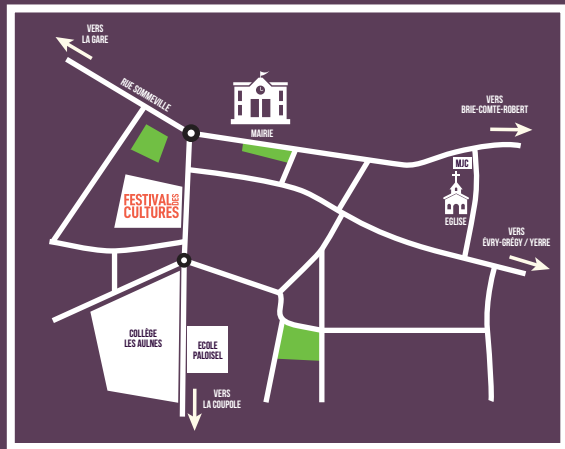 VERS
LA GARE
RUE SOMMEVILLE
MAIRIE
VERS
BRIE-COMTE-ROBERT
MJC
EGLISE
VERS
ÉVRY-GRÉGY / YERRE
FESTIVAL DES
CULTURES
COLLÈGE
LES AULNES
ECOLE
PALOISEL
VERS
LA COUPOLE